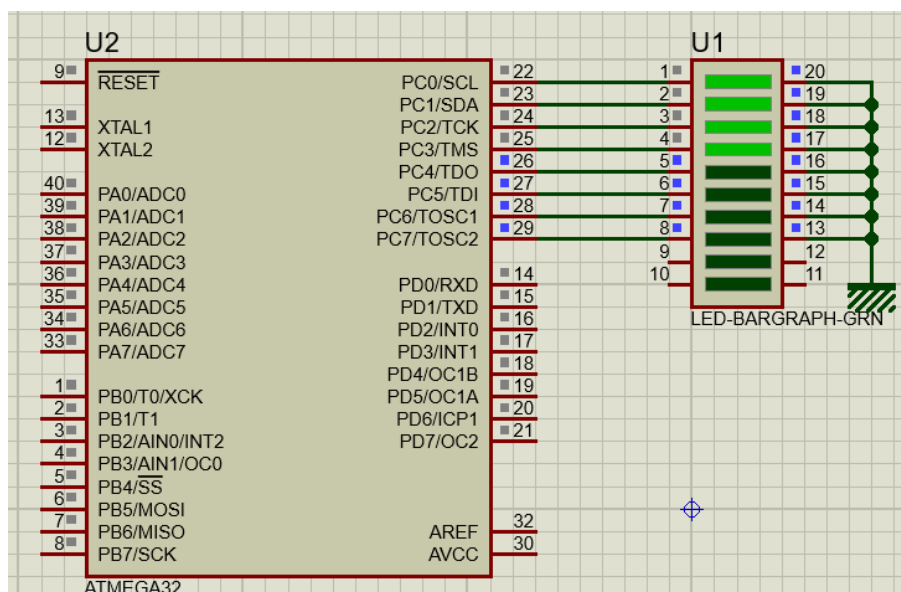 U2
U1
9 RESET PC0/SCL 22 1 20
PC1/SDA 23 2 19
13 XTAL1 PC2/TCK 24 3 18
12 XTAL2 PC3/TMS 25 4 17
PC4/TDO 26 5 16
40 PA0/ADC0 PC5/TDI 27 6 15
39 PA1/ADC1 PC6/TOSC1 28 7 14
38 PA2/ADC2 PC7/TOSC2 29 8 13
37 PA3/ADC3 9 12
36 PA4/ADC4 PD0/RXD 14 10 11
35 PA5/ADC5 PD1/TXD 15
34 PA6/ADC6 PD2/INT0 16 LED-BARGRAPH-GRN
33 PA7/ADC7 PD3/INT1 17
PD4/OC1B 18
1 PB0/T0/XCK PD5/OC1A 19
2 PB1/T1 PD6/ICP1 20
3 PB2/AIN0/INT2 PD7/OC2 21
4 PB3/AIN1/OC0
5 PB4/SS
6 PB5/MOSI
7 PB6/MISO AREF 32
8 PB7/SCK AVCC 30
ATMEGA32